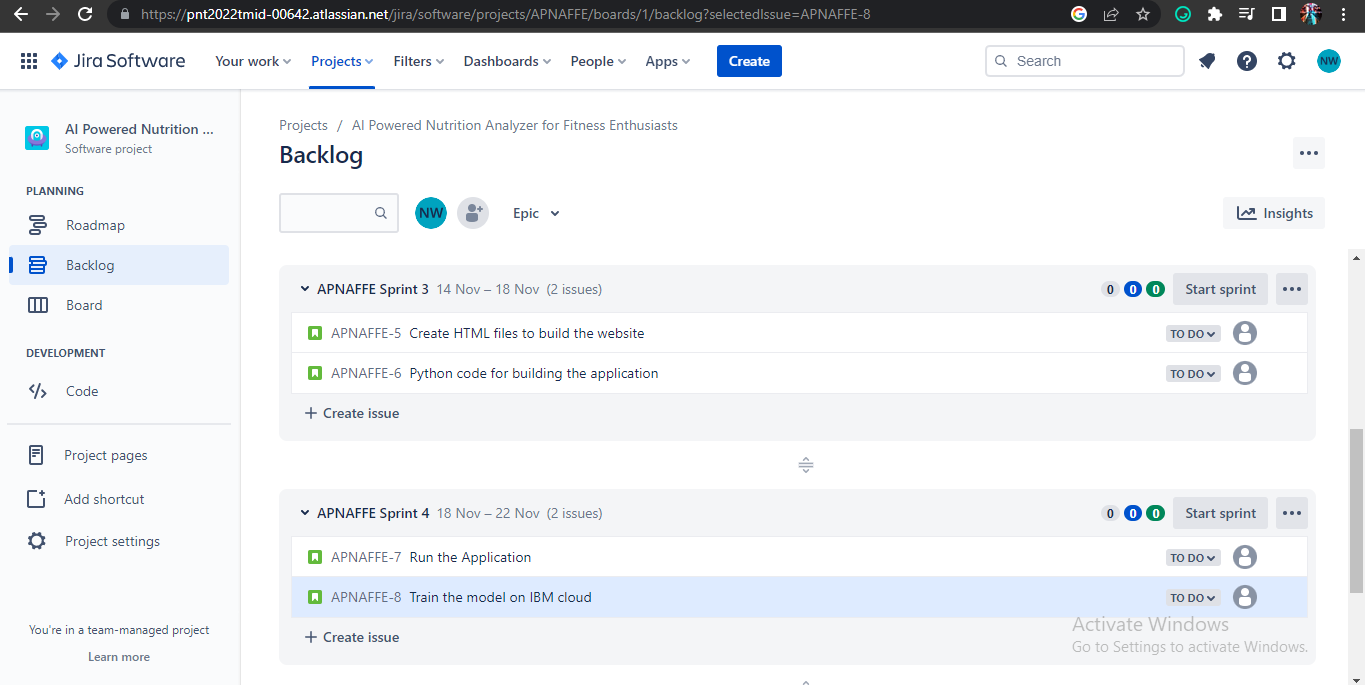 https://pnt2022tmid-00642.atlassian.net/jira/software/projects/APNAFFE/boards/1/backlog?selectedIssue=APNAFFE-8
Jira Software Your work Projects Filters Dashboards People Apps Create Search NW
AI Powered Nutrition ...
Software project
PLANNING
Roadmap
Backlog
Board
DEVELOPMENT
Code
Project pages
Add shortcut
Project settings
You're in a team-managed project
Learn more
Projects / AI Powered Nutrition Analyzer for Fitness Enthusiasts
Backlog
NW Epic Insights
APNAFFE Sprint 3 14 Nov – 18 Nov (2 issues) 0 0 0 Start sprint
APNAFFE-5 Create HTML files to build the website TO DO
APNAFFE-6 Python code for building the application TO DO
+ Create issue
APNAFFE Sprint 4 18 Nov – 22 Nov (2 issues) 0 0 0 Start sprint
APNAFFE-7 Run the Application TO DO
APNAFFE-8 Train the model on IBM cloud TO DO
+ Create issue
Activate Windows
Go to Settings to activate Windows.